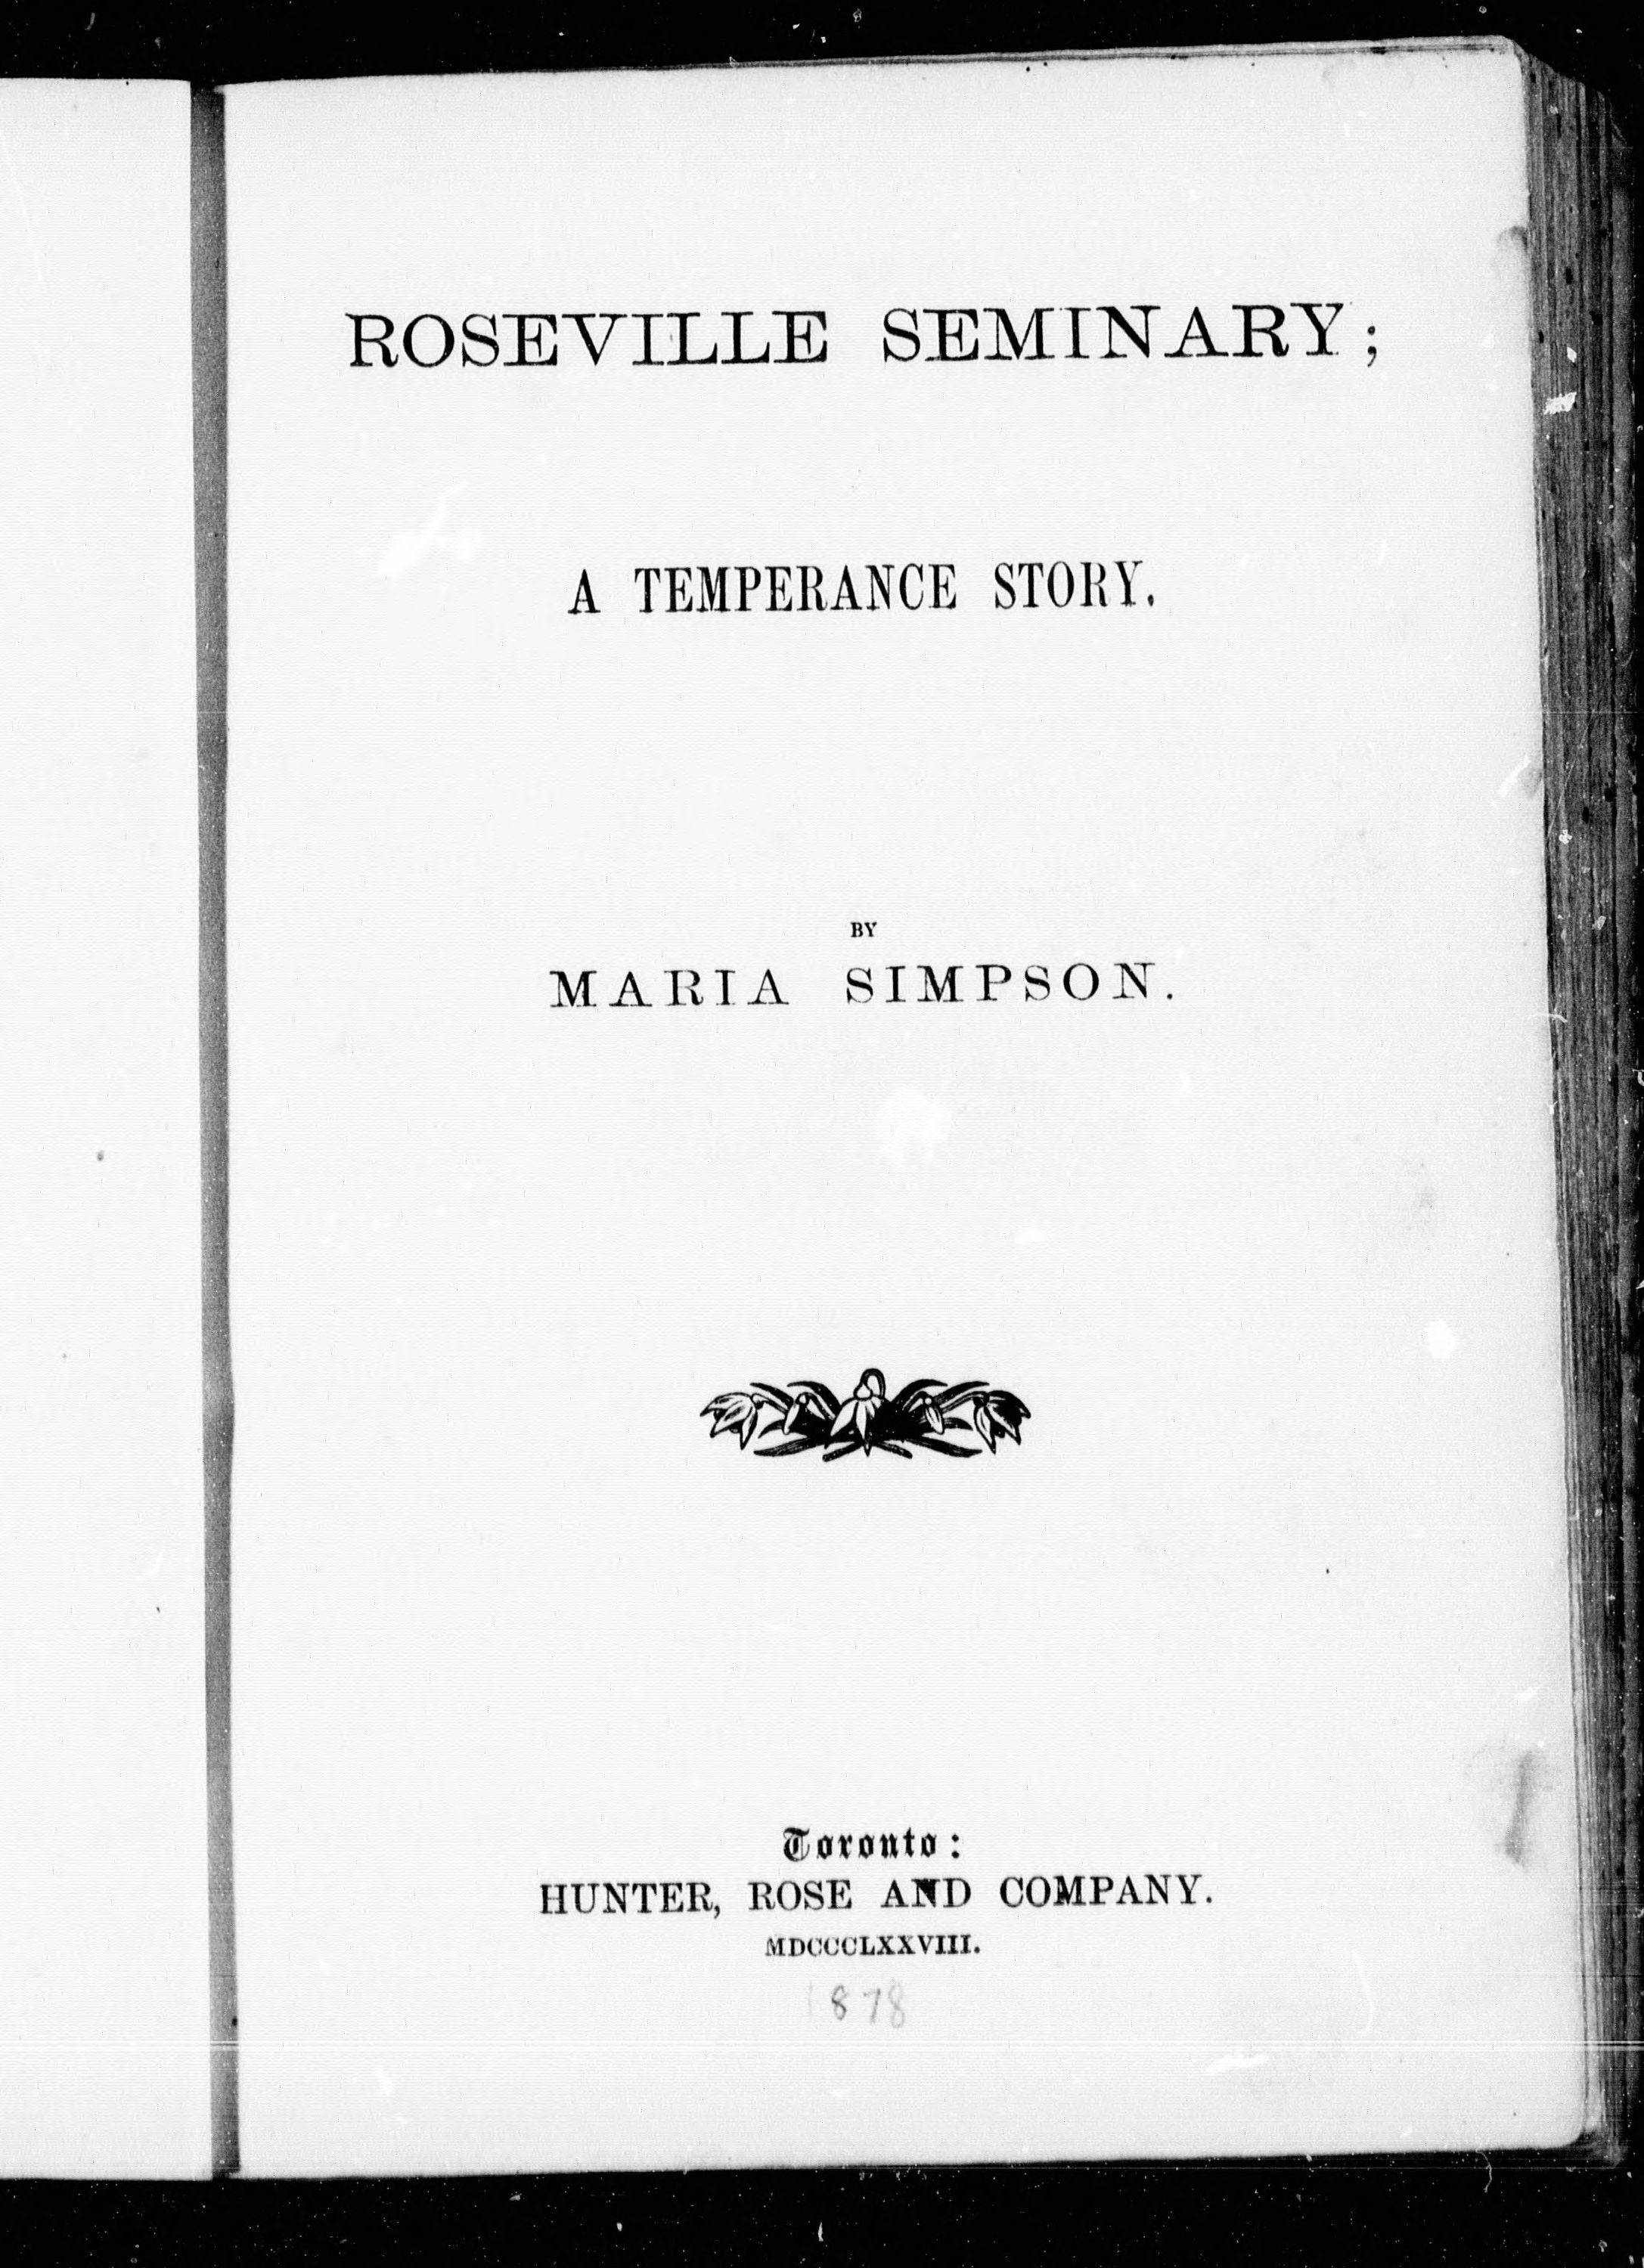 ROSEVILLE SEMINARY;
A TEMPERANCE STORY.
BY
MARIA SIMPSON.
Toronto:
HUNTER, ROSE AND COMPANY.
MDCCCLXXVIII.
1878